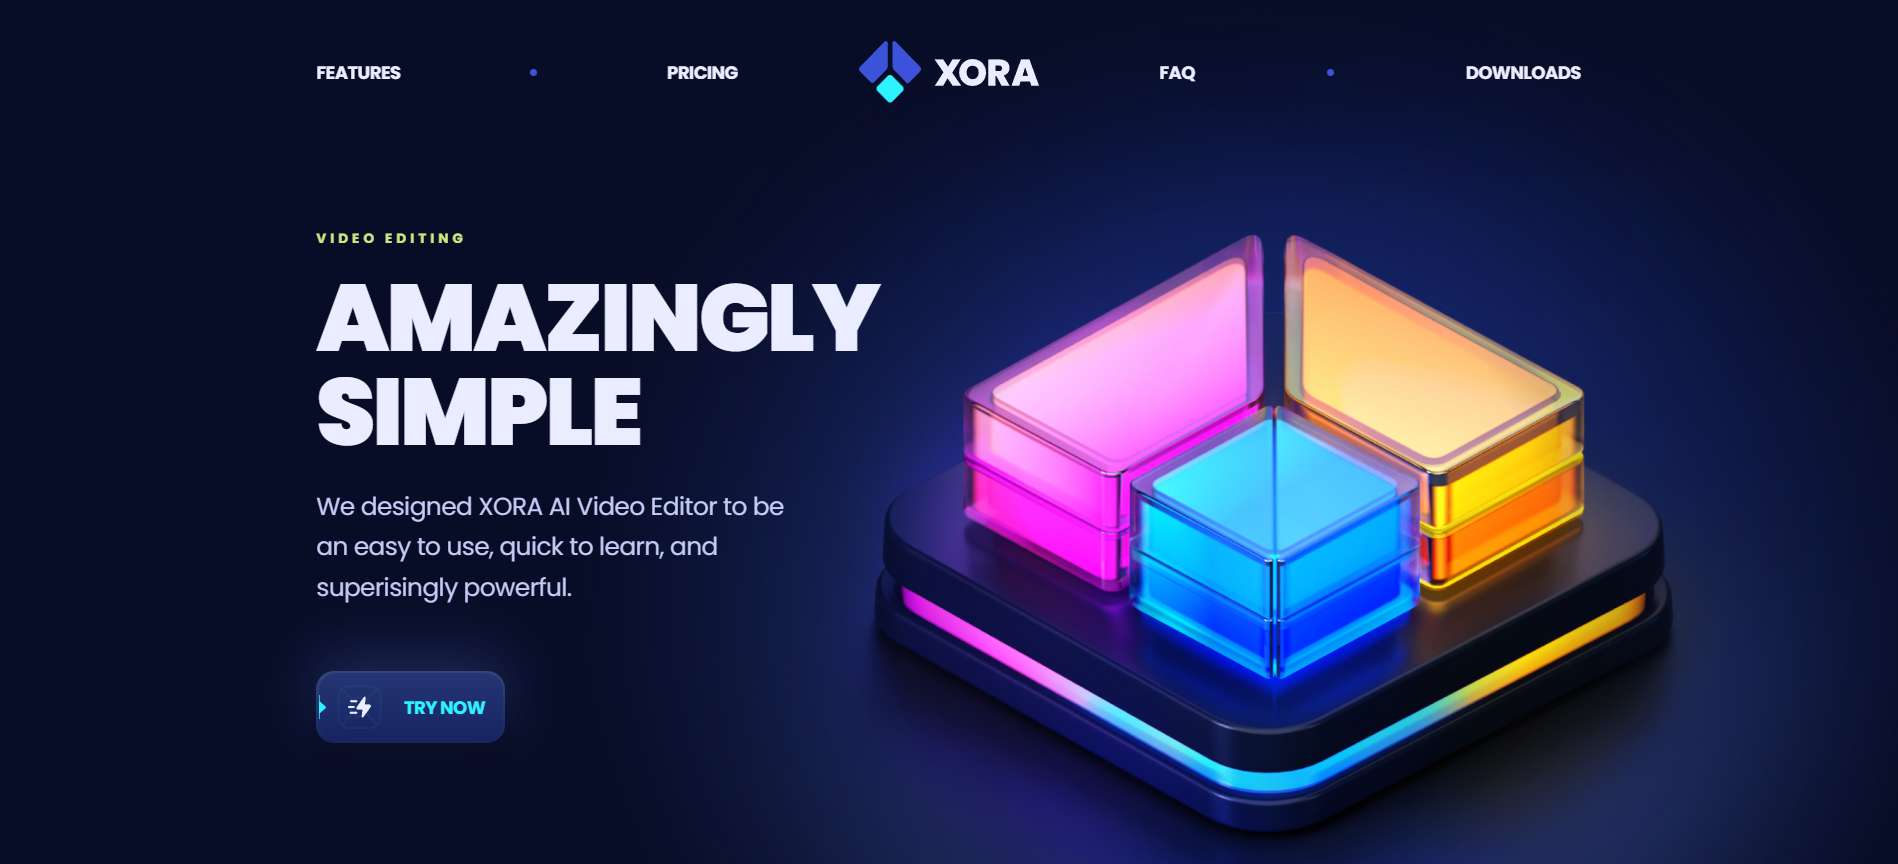 FEATURES
PRICING
XORA
FAQ
DOWNLOADS
VIDEO EDITING
AMAZINGLY
SIMPLE
We designed XORA AI Video Editor to be
an easy to use, quick to learn, and
superisingly powerful.
TRY NOW